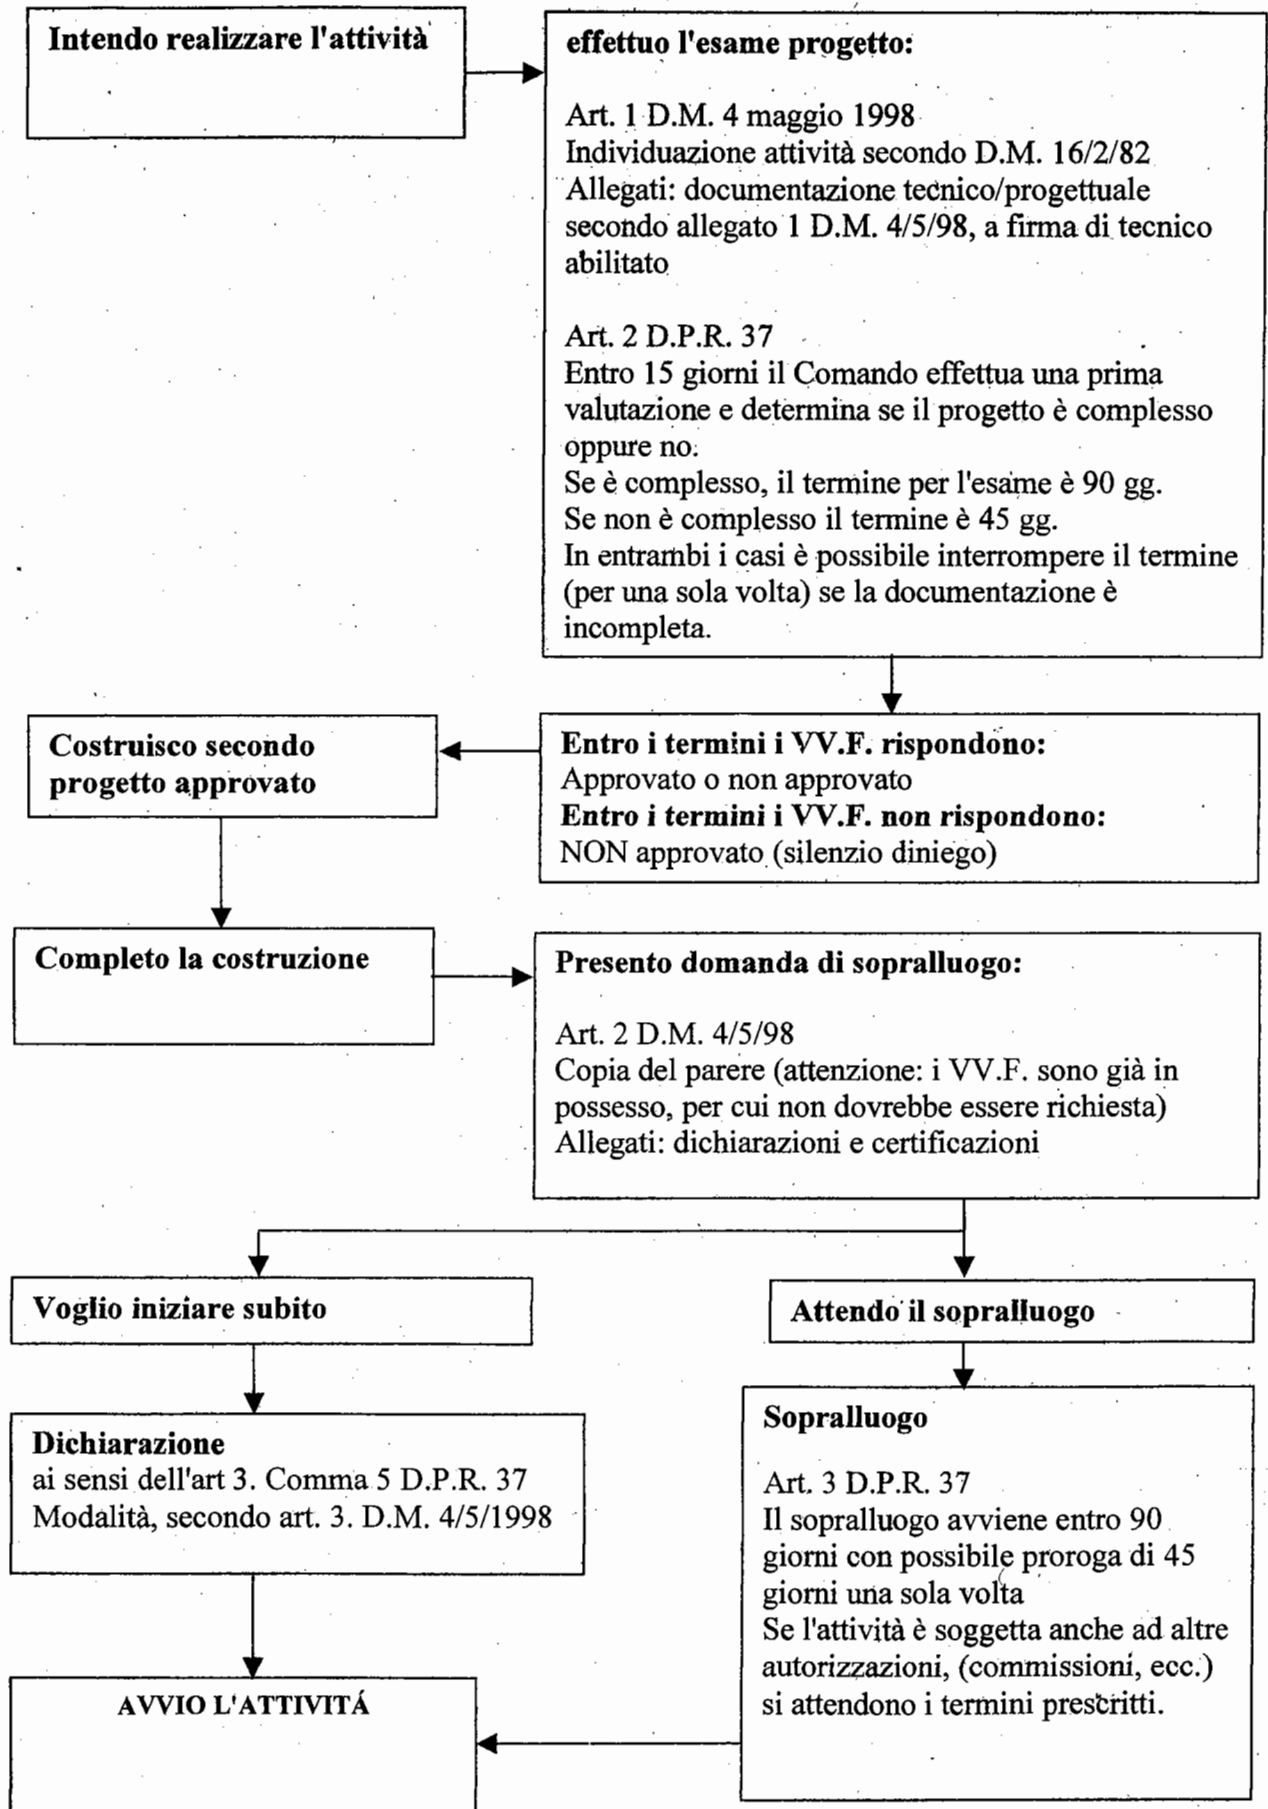 Intendo realizzare l'attività
effettuo l'esame progetto:
Art. 1 D.M. 4 maggio 1998
Individuazione attività secondo D.M. 16/2/82
Allegati: documentazione tecnico/progettuale
secondo allegato 1 D.M. 4/5/98, a firma di tecnico
abilitato
Art. 2 D.P.R. 37
Entro 15 giorni il Comando effettua una prima
valutazione e determina se il progetto è complesso
oppure no.
Se è complesso, il termine per l'esame è 90 gg.
Se non è complesso il termine è 45 gg.
In entrambi i casi è possibile interrompere il termine
(per una sola volta) se la documentazione è
incompleta.
Entro i termini i VV.F. rispondono:
Approvato o non approvato
Entro i termini i VV.F. non rispondono:
NON approvato (silenzio diniego)
Costruisco secondo
progetto approvato
Completo la costruzione
Presento domanda di sopralluogo:
Art. 2 D.M. 4/5/98
Copia del parere (attenzione: i VV.F. sono già in
possesso, per cui non dovrebbe essere richiesta)
Allegati: dichiarazioni e certificazioni
Voglio iniziare subito
Attendo il sopralluogo
Dichiarazione
ai sensi dell'art 3. Comma 5 D.P.R. 37
Modalità, secondo art. 3. D.M. 4/5/1998
Sopralluogo
Art. 3 D.P.R. 37
Il sopralluogo avviene entro 90
giorni con possibile proroga di 45
giorni una sola volta
Se l'attività è soggetta anche ad altre
autorizzazioni, (commissioni, ecc.)
si attendono i termini prescritti.
AVVIO L'ATTIVITÁ